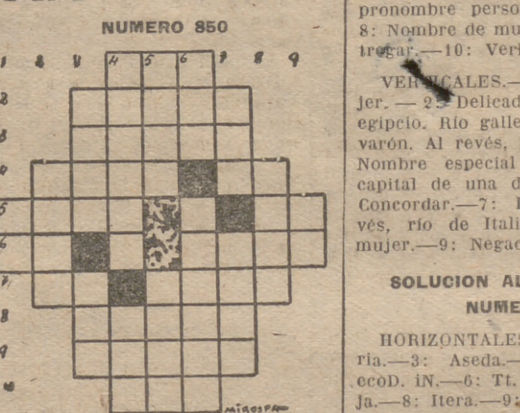 NUMERO 850
1 2 3 4 5 6 7 8 9
2
3
4
5
6
7
8
9
pronombre perso
8: Nombre de mu
tregar.—10: Veri
VERTICALES.—
jer. — 2: Delicad
egipcio. Río galle
varón. Al revés,
Nombre especial
capital de una d
Concordar.—7: 
vés, río de Itali
mujer.—9: Negac
SOLUCION AL
NUME
HORIZONTALES
ria.—3: Aseda.—
ecoD. iN.—6: Tt.
ja.—8: Itera.—9: